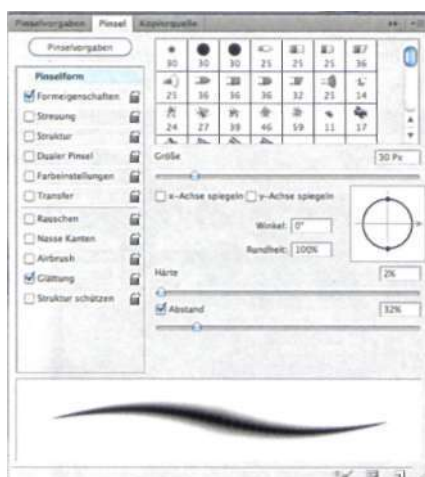 Pinselvorgaben Pinsel Kopierquelle
Pinselvorgaben
30 30 30 25 25 25 36
Pinselform
25 36 36 36 32 25 14
Formeigenschaften
Streuung
24 27 39 46 59 11 17
Struktur
Dualer Pinsel
Größe 30 Px
Farbeinstellungen
Transfer
x-Achse spiegeln y-Achse spiegeln
Rauschen
Winkel: 0°
Nasse Kanten
Rundheit: 100%
Airbrush
Härte 2%
Glättung
Struktur schützen
Abstand 32%